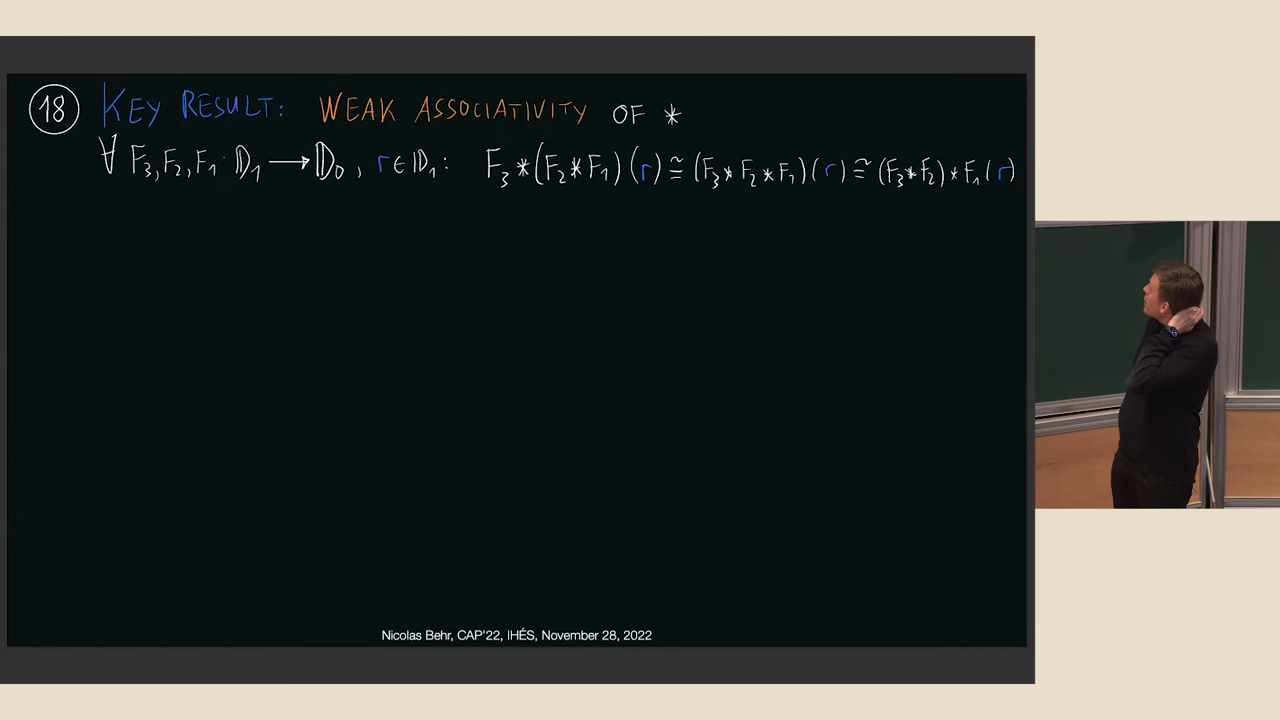 18 KEY RESULT: WEAK ASSOCIATIVITY OF *
∀ F₃,F₂,F₁ : 𝔻₁ ⟶ 𝔻₀ , r ∈ 𝔻₁ : F₃*(F₂*F₁)(r) ≅ (F₃*F₂*F₁)(r) ≅ (F₃*F₂)*F₁(r)
Nicolas Behr, CAP'22, IHÉS, November 28, 2022